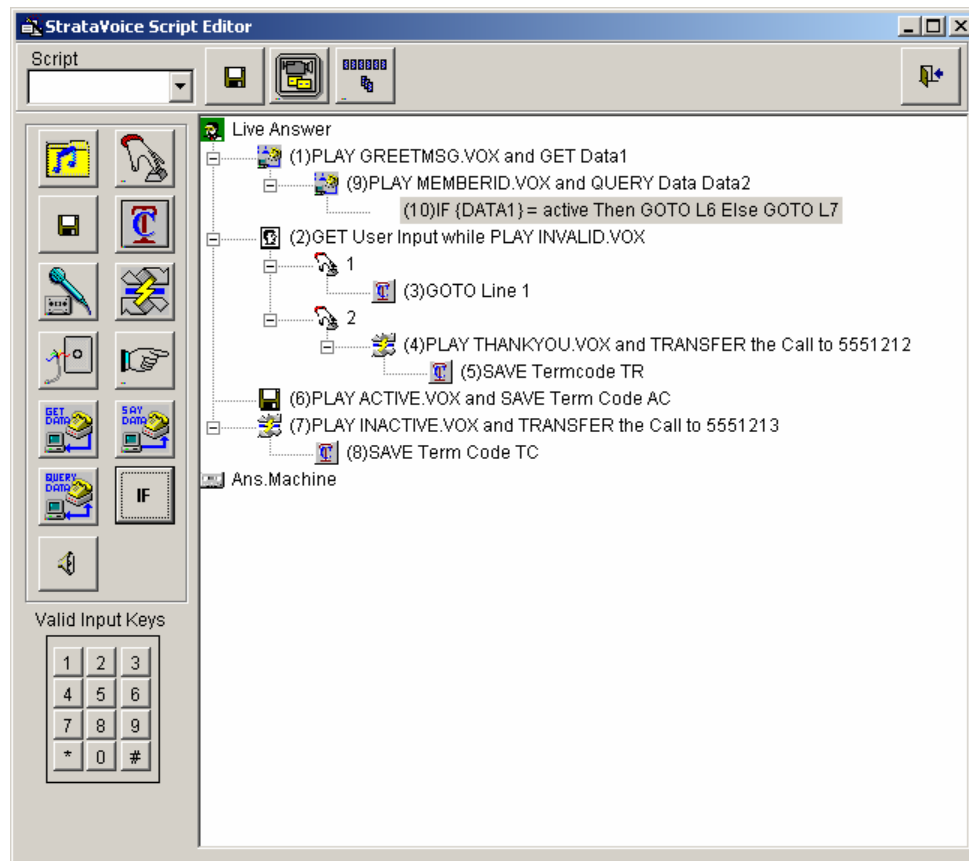 StrataVoice Script Editor
Script
Live Answer
(1)PLAY GREETMSG.VOX and GET Data1
(9)PLAY MEMBERID.VOX and QUERY Data Data2
(10)IF {DATA1} = active Then GOTO L6 Else GOTO L7
(2)GET User Input while PLAY INVALID.VOX
1
(3)GOTO Line 1
2
(4)PLAY THANKYOU.VOX and TRANSFER the Call to 5551212
(5)SAVE Termcode TR
(6)PLAY ACTIVE.VOX and SAVE Term Code AC
(7)PLAY INACTIVE.VOX and TRANSFER the Call to 5551213
(8)SAVE Term Code TC
Ans.Machine
GET DATA
SAY DATA
QUERY DATA
IF
Valid Input Keys
1 2 3
4 5 6
7 8 9
* 0 #